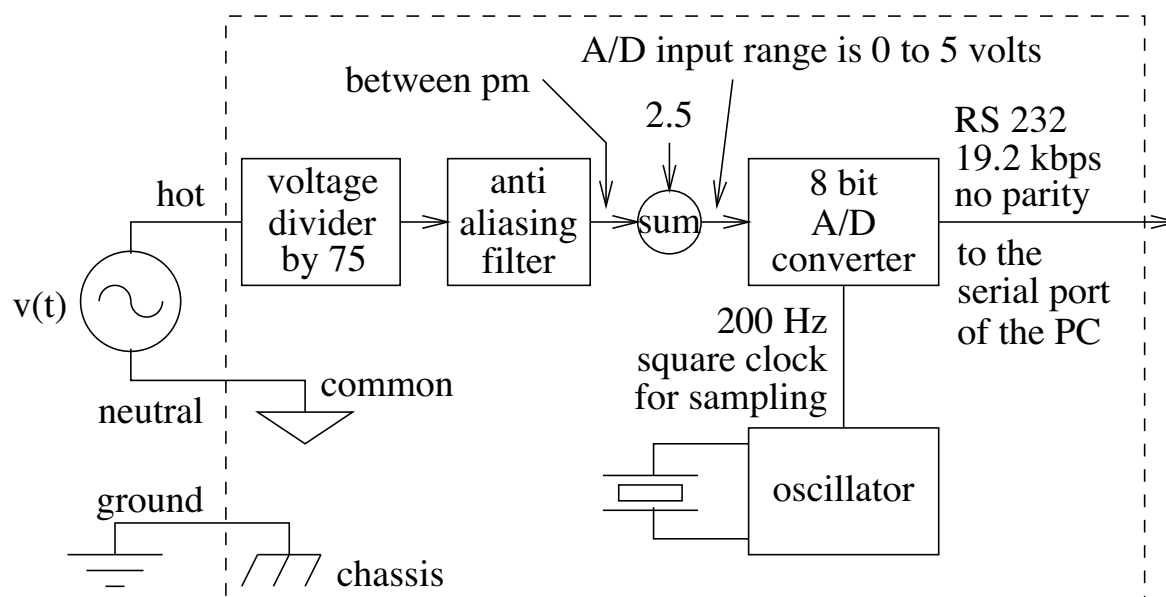 A/D input range is 0 to 5 volts
between pm
2.5
RS 232
19.2 kbps
no parity
hot
voltage
divider
by 75
anti
aliasing
filter
sum
8 bit
A/D
converter
to the
serial port
of the PC
v(t)
200 Hz
square clock
for sampling
common
neutral
oscillator
ground
chassis